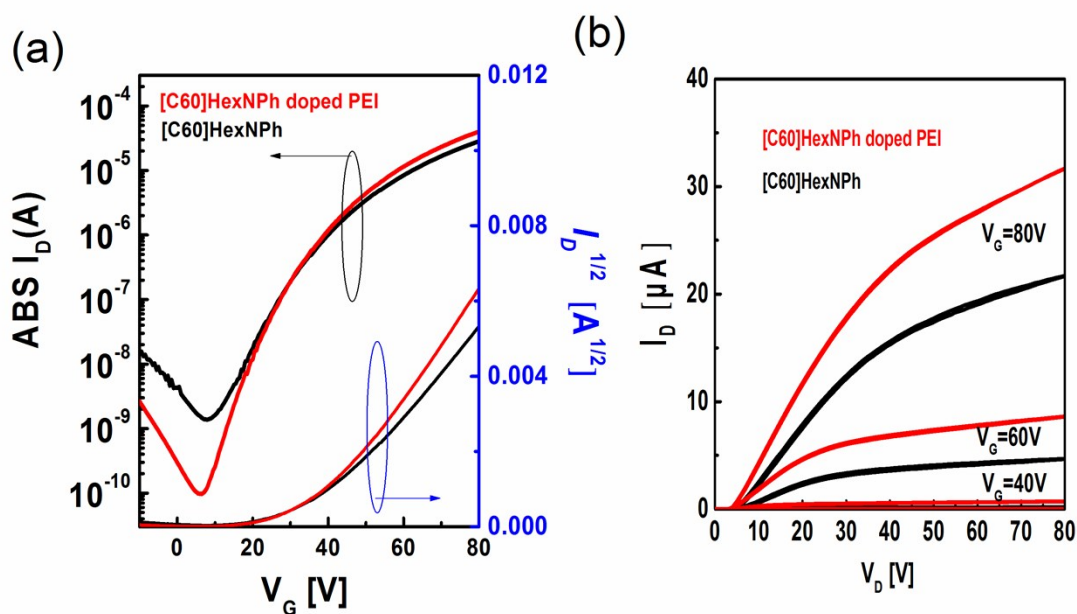 (a)
ABS I_D(A)
10^-4
10^-5
10^-6
10^-7
10^-8
10^-9
10^-10
[C60]HexNPh doped PEI
[C60]HexNPh
0.012
0.008
0.004
0.000
I_D^1/2 [A^1/2]
0 20 40 60 80
V_G [V]
(b)
I_D [µA]
40
30
20
10
0
[C60]HexNPh doped PEI
[C60]HexNPh
V_G=80V
V_G=60V
V_G=40V
0 10 20 30 40 50 60 70 80
V_D [V]